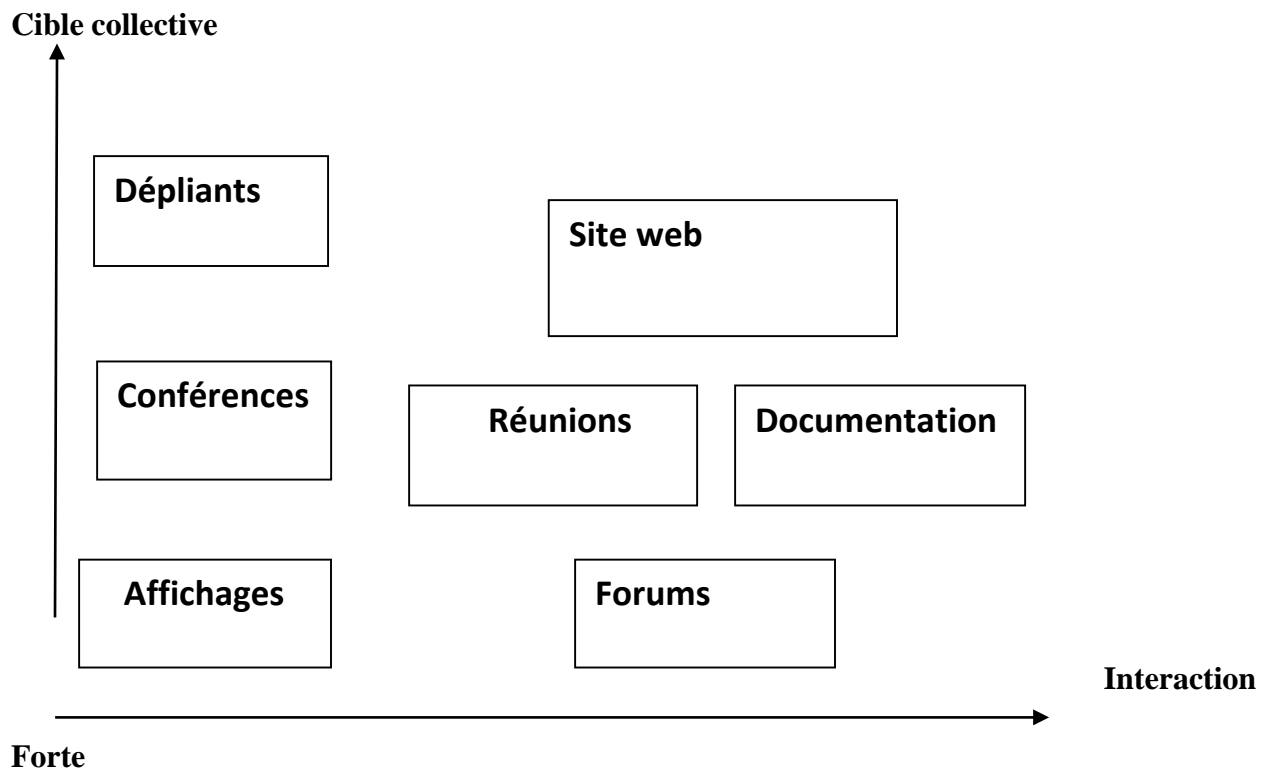 Cible collective
Dépliants
Site web
Conférences
Réunions
Documentation
Affichages
Forums
Interaction
Forte